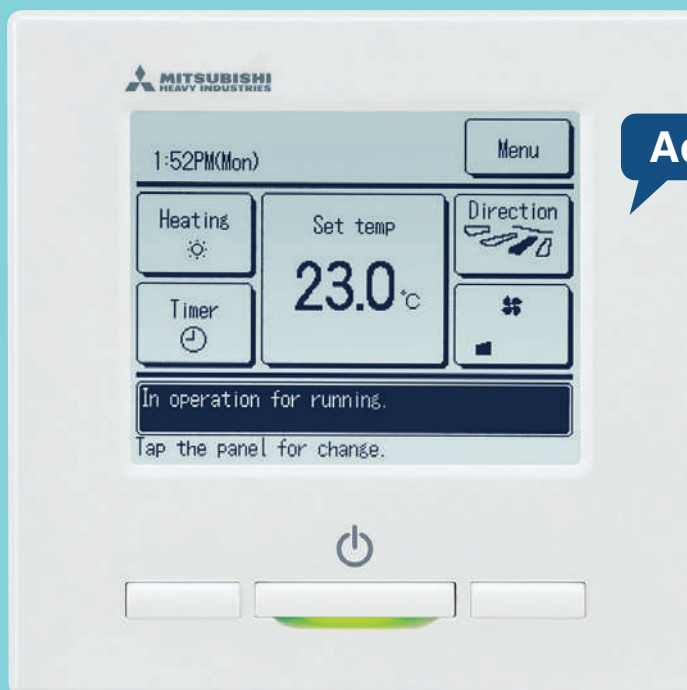 MITSUBISHI
HEAVY INDUSTRIES
1:52PM(Mon)
Menu
Heating
Set temp
Direction
23.0°C
Timer
In operation for running.
Tap the panel for change.